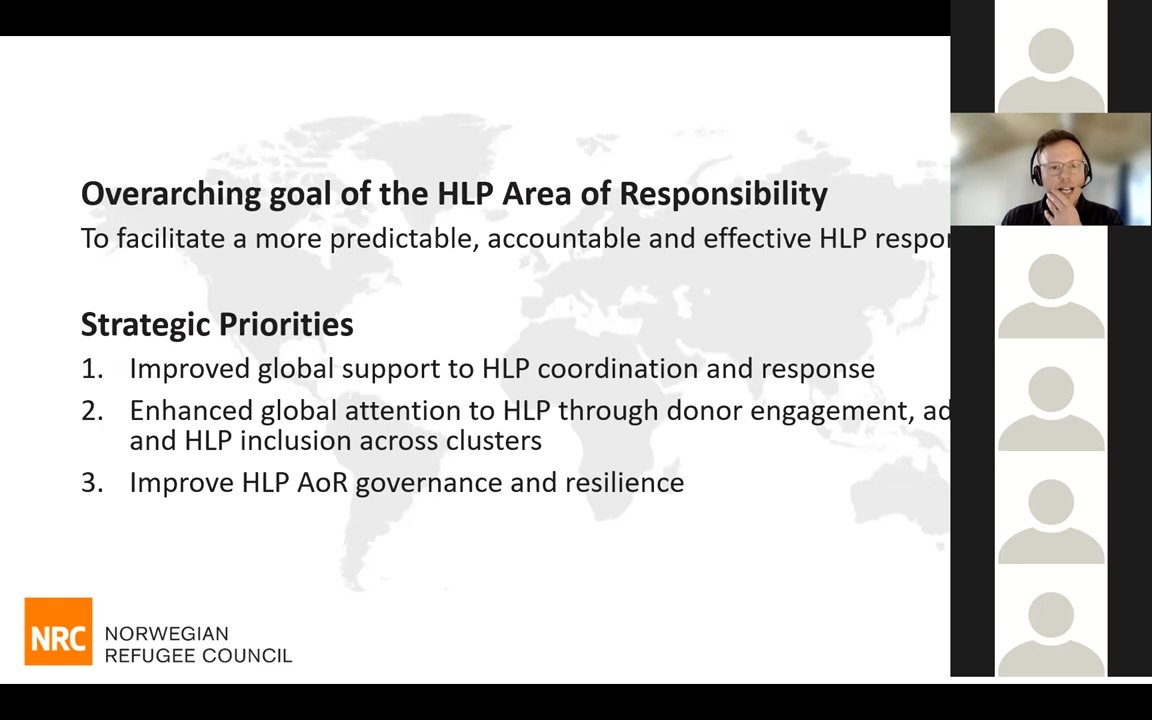 Overarching goal of the HLP Area of Responsibility
To facilitate a more predictable, accountable and effective HLP
Strategic Priorities
1. Improved global support to HLP coordination and response
2. Enhanced global attention to HLP through donor engagement,
and HLP inclusion across clusters
3. Improve HLP AoR governance and resilience
NRC
NORWEGIAN
REFUGEE COUNCIL